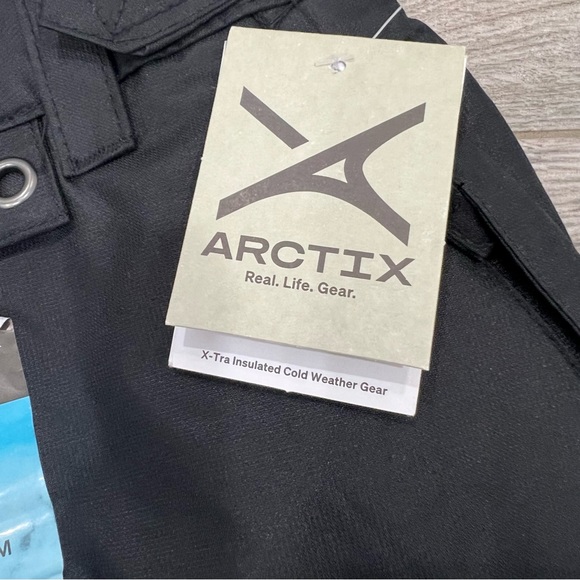 ARCTIX
Real. Life. Gear.
X-Tra Insulated Cold Weather Gear
M